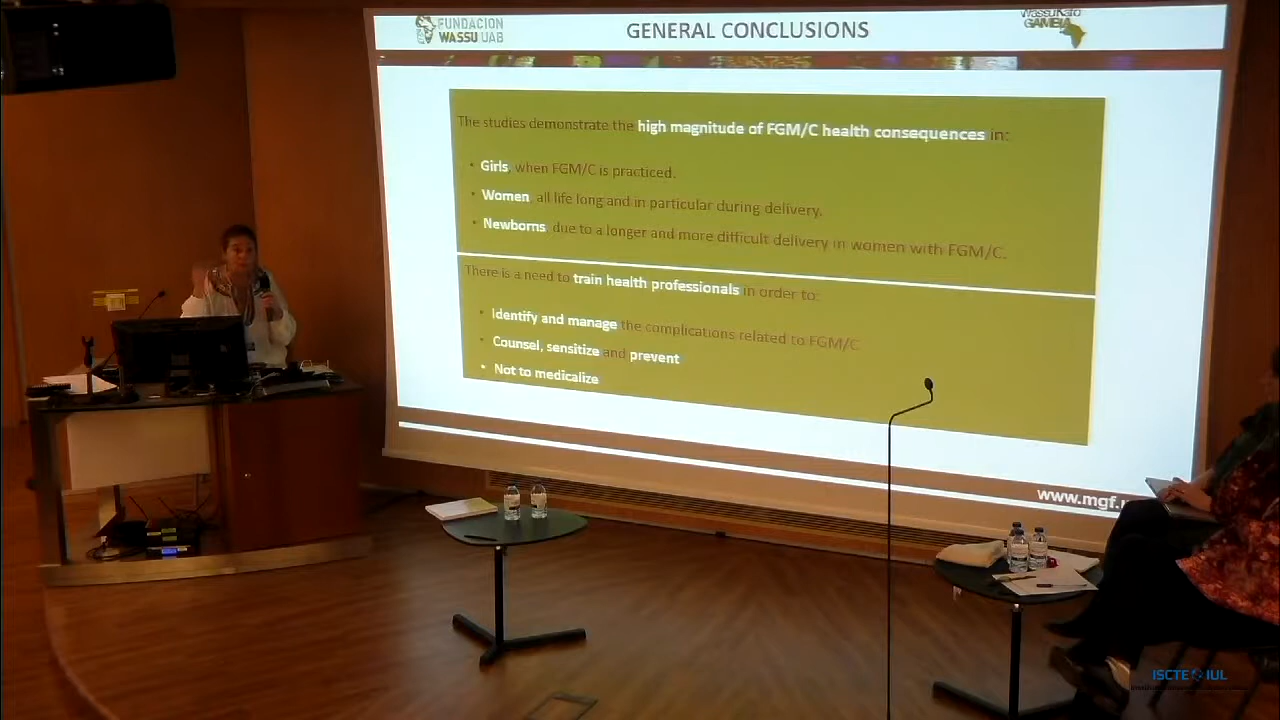 FUNDACION
WASSU UAB
GENERAL CONCLUSIONS
Wassu Kafo
GAMBIA
The studies demonstrate the high magnitude of FGM/C health consequences in:
• Girls, when FGM/C is practiced.
• Women, all life long and in particular during delivery.
• Newborns, due to a longer and more difficult delivery in women with FGM/C.
There is a need to train health professionals in order to:
• Identify and manage the complications related to FGM/C
• Counsel, sensitize and prevent
• Not to medicalize
www.mgf.
ISCTE IUL